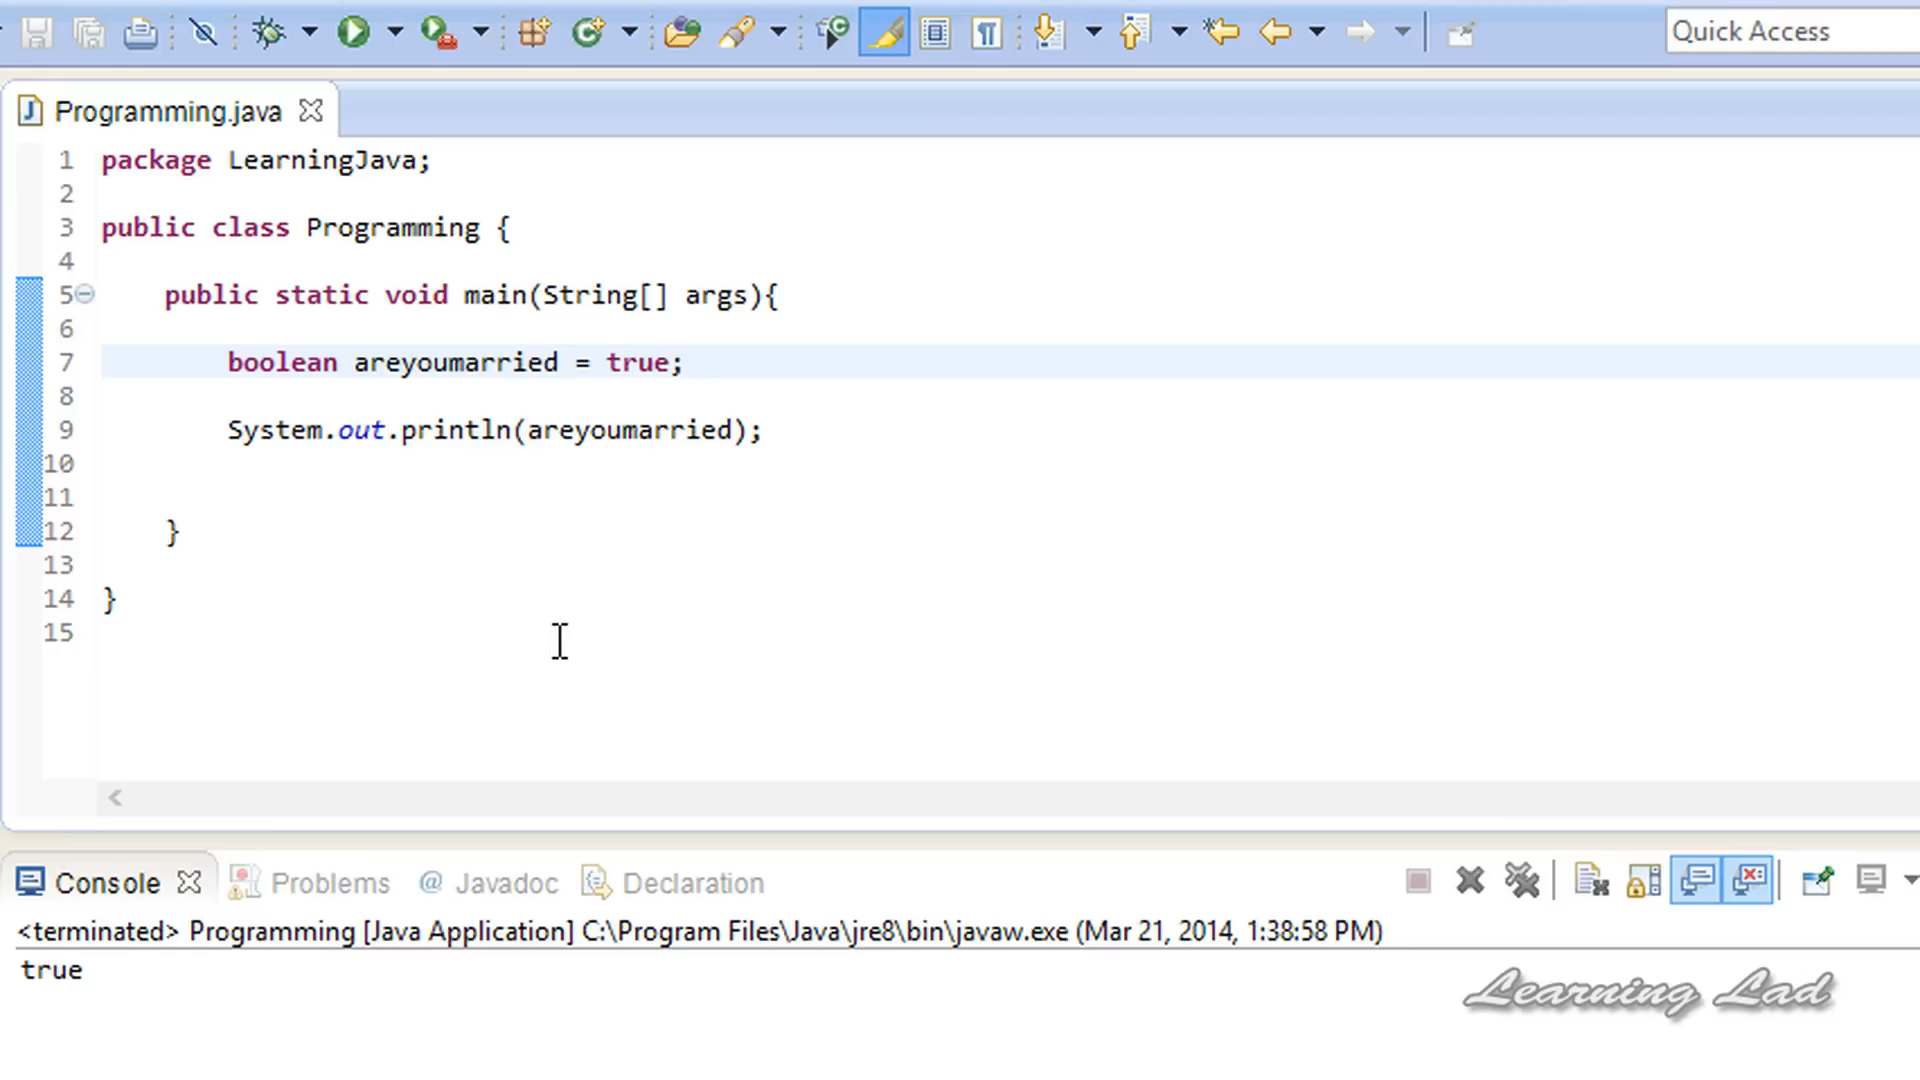 Quick Access
Programming.java
1 package LearningJava;
2
3 public class Programming {
4
5 public static void main(String[] args){
6
7 boolean areyoumarried = true;
8
9 System.out.println(areyoumarried);
10
11
12 }
13
14 }
15
Console Problems @ Javadoc Declaration
<terminated> Programming [Java Application] C:\Program Files\Java\jre8\bin\javaw.exe (Mar 21, 2014, 1:38:58 PM)
true
Learning Lad